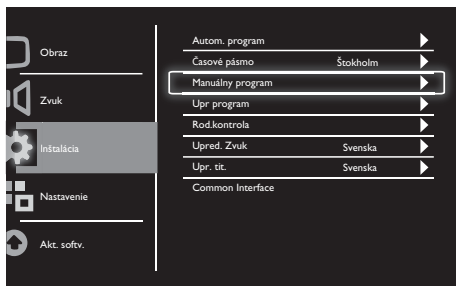 Obraz
Zvuk
Inštalácia
Nastavenie
Akt. softv.
Autom. program
Časové pásmo Štokholm
Manuálny program
Upr program
Rod.kontrola
Upred. Zvuk Svenska
Upr. tit. Svenska
Common Interface